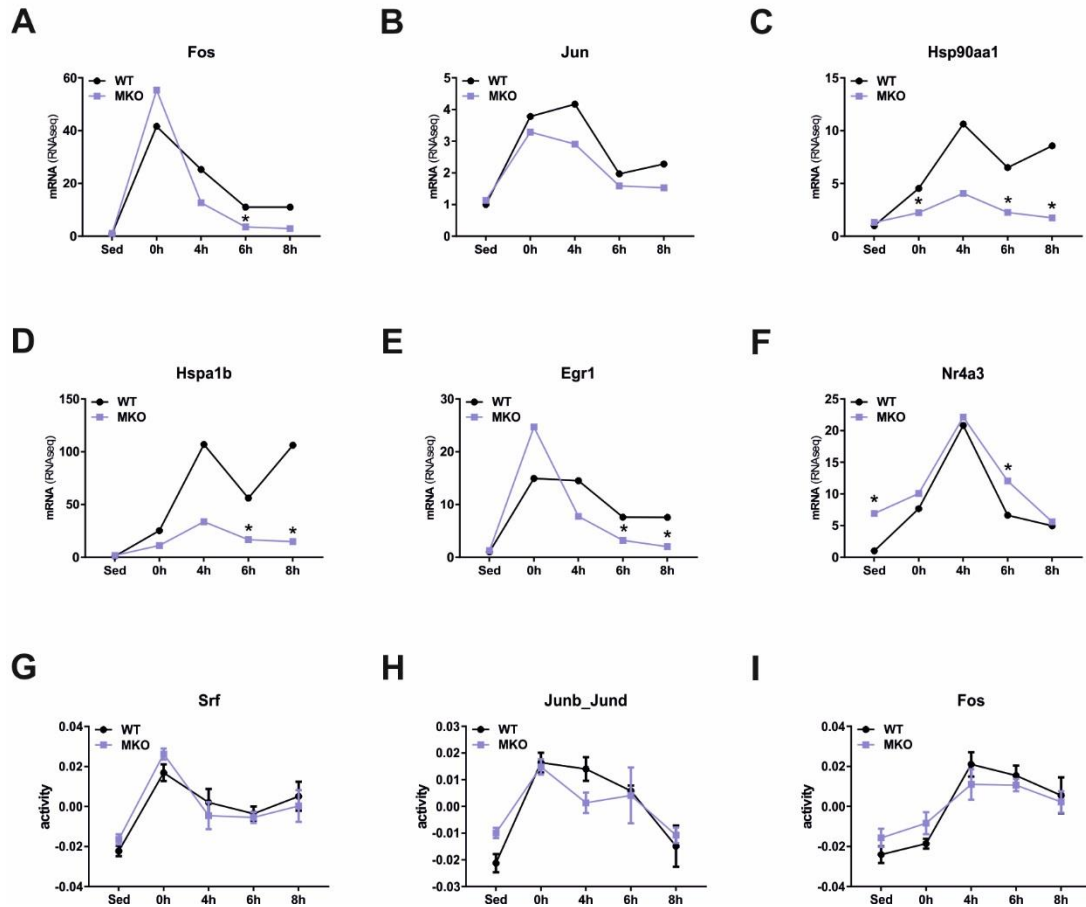 A
Fos
WT
MKO
mRNA (RNAseq)
60
40
20
0
Sed 0h 4h 6h 8h
*
B
Jun
WT
MKO
mRNA (RNAseq)
5
4
3
2
1
0
Sed 0h 4h 6h 8h
C
Hsp90aa1
WT
MKO
mRNA (RNAseq)
15
10
5
0
Sed 0h 4h 6h 8h
* * *
D
Hspa1b
WT
MKO
mRNA (RNAseq)
150
100
50
0
Sed 0h 4h 6h 8h
* *
E
Egr1
WT
MKO
mRNA (RNAseq)
30
20
10
0
Sed 0h 4h 6h 8h
* *
F
Nr4a3
WT
MKO
mRNA (RNAseq)
25
20
15
10
5
0
Sed 0h 4h 6h 8h
* *
G
Srf
WT
MKO
activity
0.04
0.02
0.00
-0.02
-0.04
Sed 0h 4h 6h 8h
H
Junb_Jund
WT
MKO
activity
0.03
0.02
0.01
0.00
-0.01
-0.02
-0.03
Sed 0h 4h 6h 8h
I
Fos
WT
MKO
activity
0.04
0.02
0.00
-0.02
-0.04
Sed 0h 4h 6h 8h